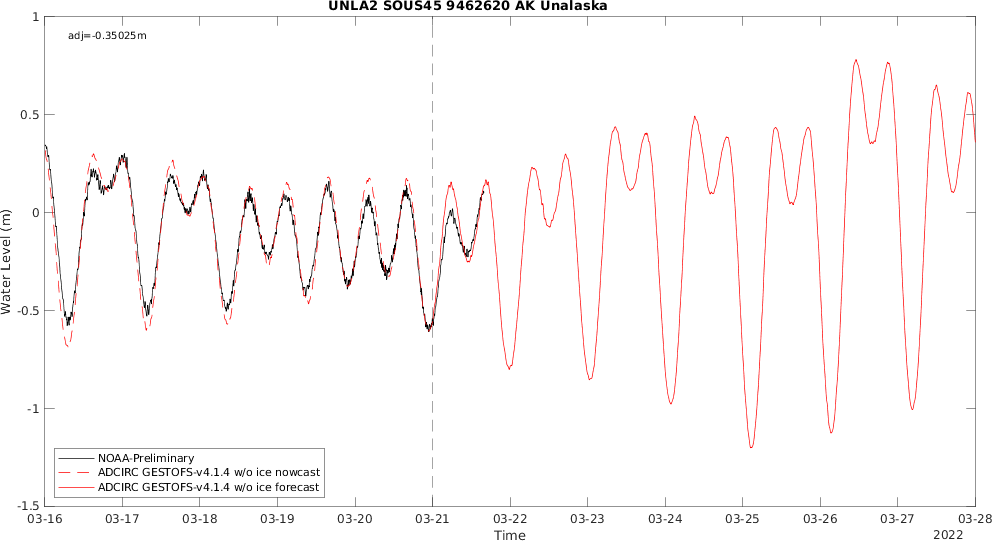 UNLA2 SOUS45 9462620 AK Unalaska
adj=-0.35025m
1
0.5
0
-0.5
-1
-1.5
Water Level (m)
NOAA-Preliminary
ADCIRC GESTOFS-v4.1.4 w/o ice nowcast
ADCIRC GESTOFS-v4.1.4 w/o ice forecast
03-16 03-17 03-18 03-19 03-20 03-21 03-22 03-23 03-24 03-25 03-26 03-27 03-28
Time
2022